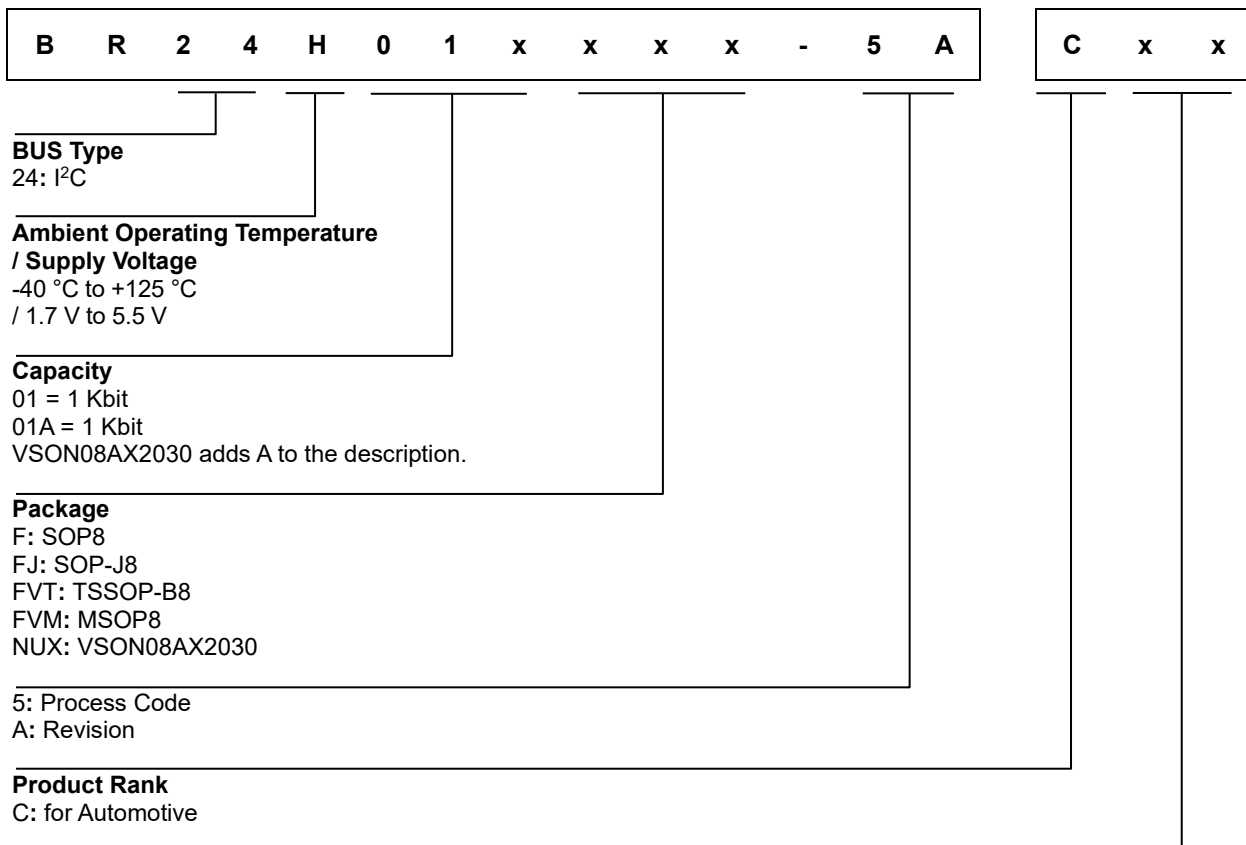 B R 2 4 H 0 1 x x x x - 5 A C x x
BUS Type
24: I²C
Ambient Operating Temperature
/ Supply Voltage
-40 °C to +125 °C
/ 1.7 V to 5.5 V
Capacity
01 = 1 Kbit
01A = 1 Kbit
VSON08AX2030 adds A to the description.
Package
F: SOP8
FJ: SOP-J8
FVT: TSSOP-B8
FVM: MSOP8
NUX: VSON08AX2030
5: Process Code
A: Revision
Product Rank
C: for Automotive